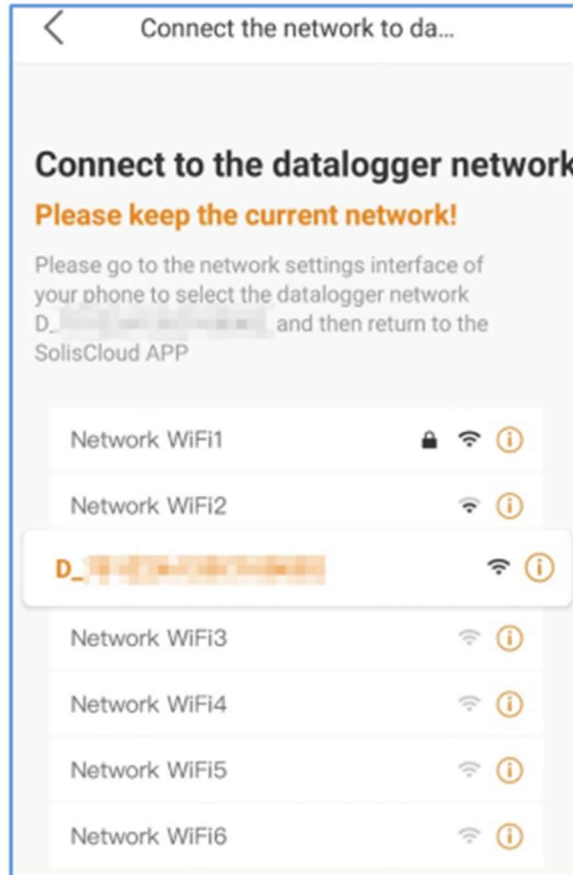 Connect the network to da...
Connect to the datalogger network
Please keep the current network!
Please go to the network settings interface of
your phone to select the datalogger network
D_ and then return to the
SolisCloud APP
Network WiFi1
Network WiFi2
D_
Network WiFi3
Network WiFi4
Network WiFi5
Network WiFi6